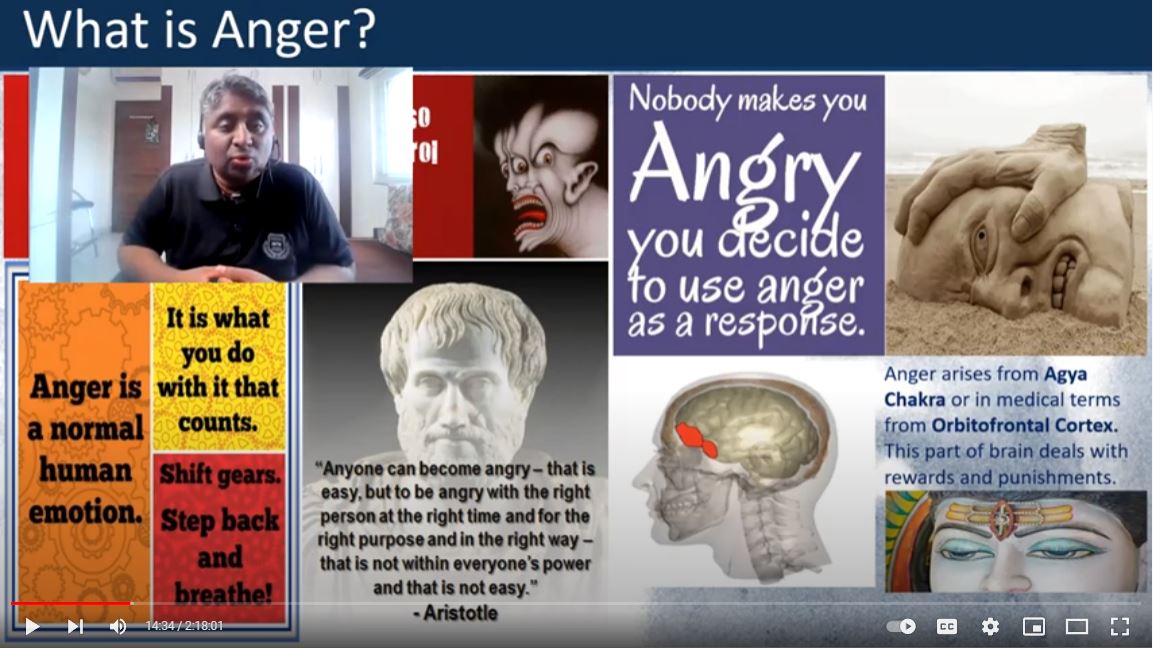 What is Anger?
Nobody makes you
Angry
you decide
to use anger
as a response.
Anger is
a normal
human
emotion.
It is what
you do
with it that
counts.
Shift gears.
Step back
and
breathe!
“Anyone can become angry – that is
easy, but to be angry with the right
person at the right time and for the
right purpose and in the right way –
that is not within everyone's power
and that is not easy.”
- Aristotle
Anger arises from Agya
Chakra or in medical terms
from Orbitofrontal Cortex.
This part of brain deals with
rewards and punishments.
14:34 / 2:18:01
CC